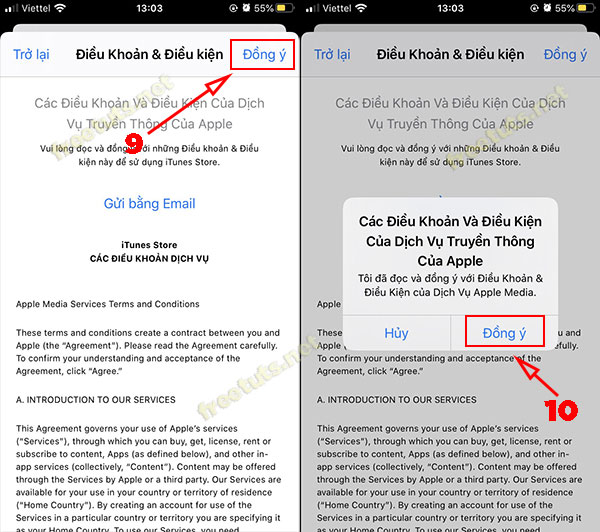 Viettel 13:03 55%
Trở lại Điều Khoản & Điều kiện Đồng ý
Các Điều Khoản Và Điều Kiện Của Dịch
Vụ Truyền Thông Của Apple
9
Vui lòng đọc và đồng ý với những Điều khoản & Điều
kiện này để sử dụng iTunes Store.
Gửi bằng Email
iTunes Store
CÁC ĐIỀU KHOẢN DỊCH VỤ
Apple Media Services Terms and Conditions
These terms and conditions create a contract between you and
Apple (the “Agreement”). Please read the Agreement carefully.
To confirm your understanding and acceptance of the
Agreement, click “Agree.”
A. INTRODUCTION TO OUR SERVICES
This Agreement governs your use of Apple’s services
(“Services”), through which you can buy, get, license, rent or
subscribe to content, Apps (as defined below), and other in-
app services (collectively, “Content”). Content may be offered
through the Services by Apple or a third party. Our Services are
available for your use in your country or territory of residence
(“Home Country”). By creating an account for use of the
Services in a particular country or territory you are specifying it
as your Home Country. To use our Services, you need
freetuts.net
freetuts.net
Viettel 13:03 55%
Trở lại Điều Khoản & Điều kiện Đồng ý
Các Điều Khoản Và Điều Kiện Của Dịch
Vụ Truyền Thông Của Apple
Vui lòng đọc và đồng ý với những Điều khoản & Điều
kiện này để sử dụng iTunes Store.
Các Điều Khoản Và Điều Kiện
Của Dịch Vụ Truyền Thông
Của Apple
Tôi đã đọc và đồng ý với Điều Khoản &
Điều Kiện của Dịch Vụ Apple Media.
Hủy Đồng ý
10
To confirm your understanding and acceptance of the
Agreement, click “Agree.”
A. INTRODUCTION TO OUR SERVICES
This Agreement governs your use of Apple’s services
(“Services”), through which you can buy, get, license, rent or
subscribe to content, Apps (as defined below), and other in-
app services (collectively, “Content”). Content may be offered
through the Services by Apple or a third party. Our Services are
available for your use in your country or territory of residence
(“Home Country”). By creating an account for use of the
Services in a particular country or territory you are specifying it
as your Home Country. To use our Services, you need
freetuts.net
freetuts.net